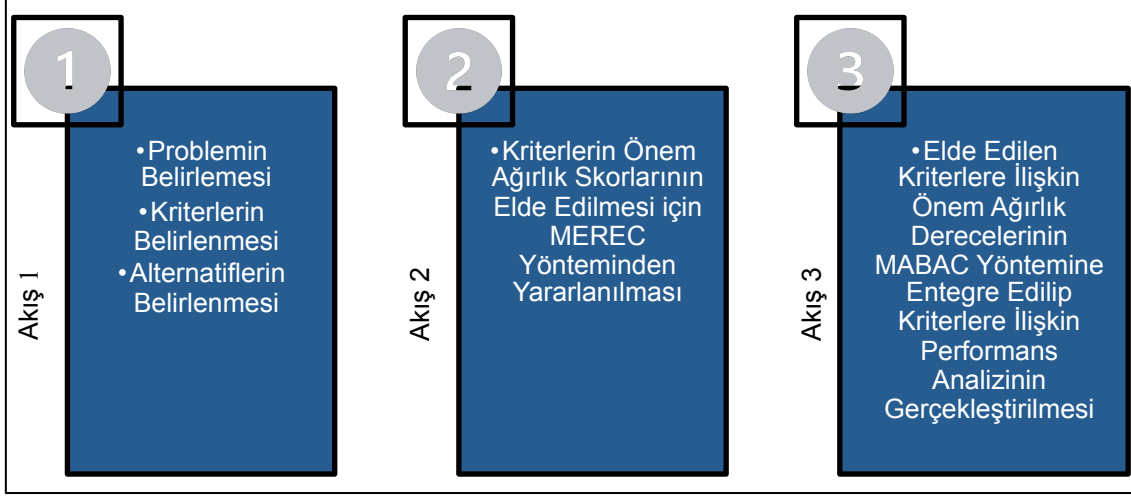 1
Akış 1
•Problemin
Belirlemesi
•Kriterlerin
Belirlenmesi
•Alternatiflerin
Belirlenmesi
2
Akış 2
•Kriterlerin Önem
Ağırlık Skorlarının
Elde Edilmesi için
MEREC
Yönteminden
Yararlanılması
3
Akış 3
•Elde Edilen
Kriterlere İlişkin
Önem Ağırlık
Derecelerinin
MABAC Yöntemine
Entegre Edilip
Kriterlere İlişkin
Performans
Analizinin
Gerçekleştirilmesi